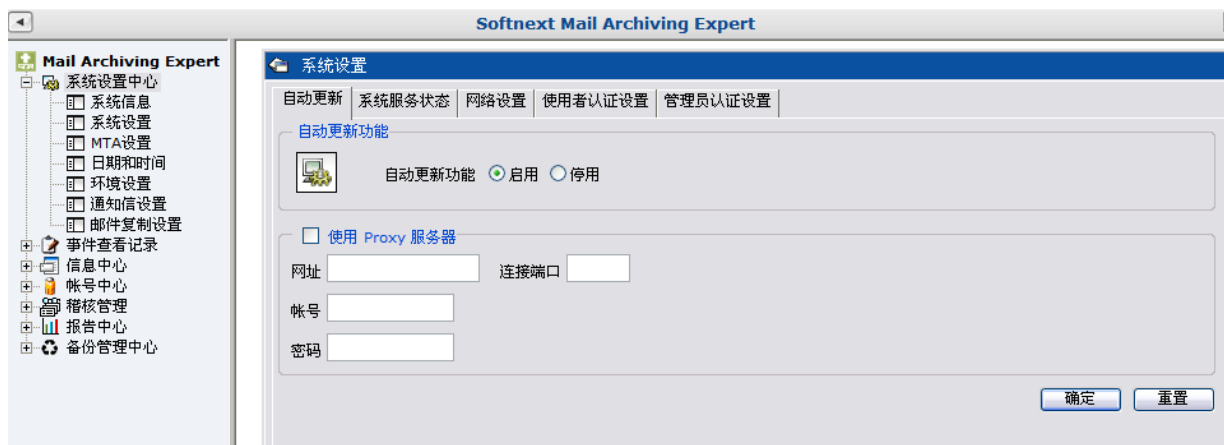 Softnext Mail Archiving Expert
Mail Archiving Expert
系统设置中心
系统信息
系统设置
MTA设置
日期和时间
环境设置
通知信设置
邮件复制设置
事件查看记录
信息中心
帐号中心
稽核管理
报告中心
备份管理中心
系统设置
自动更新 系统服务状态 网络设置 使用者认证设置 管理员认证设置
自动更新功能
自动更新功能 启用 停用
使用 Proxy 服务器
网址 连接端口
帐号
密码
确定 重置